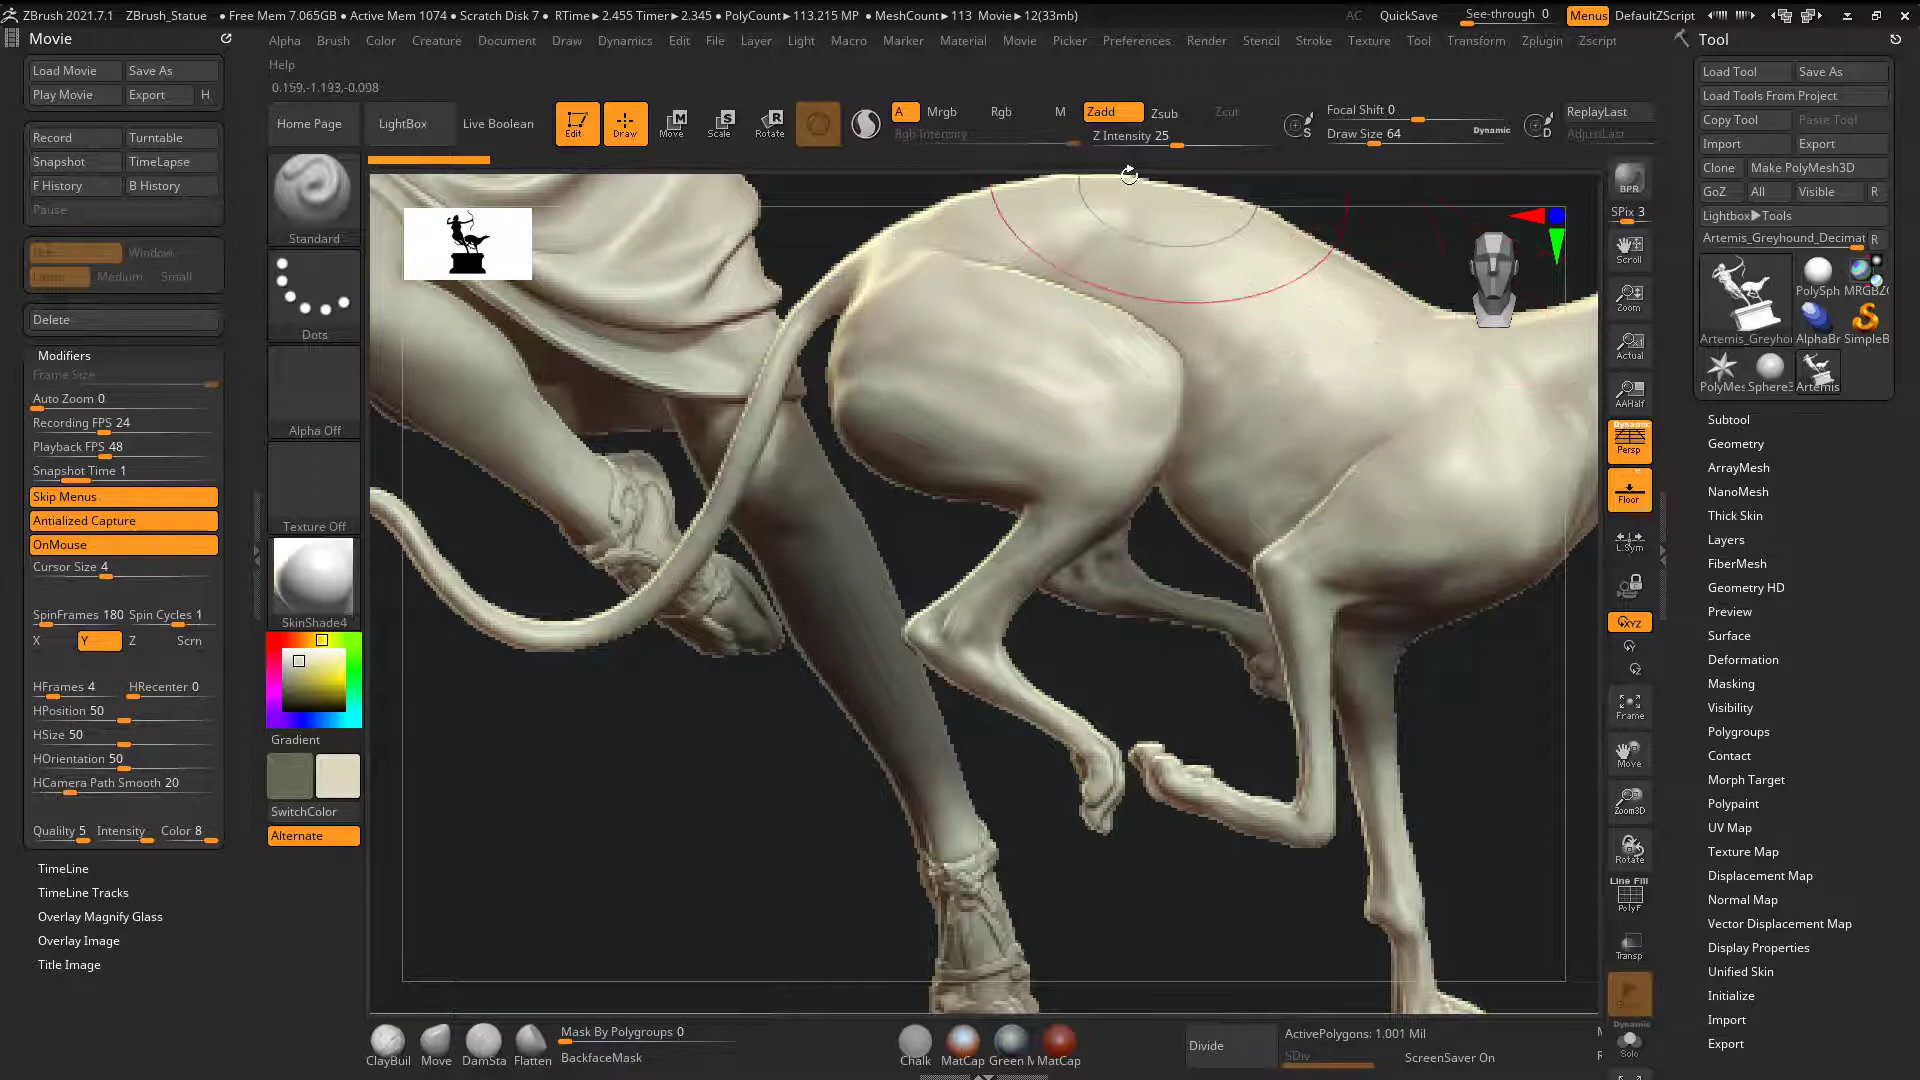 ZBrush 2021.7.1 ZBrush_Statue ● Free Mem 7.065GB ● Active Mem 1074 ● Scratch Disk 7 ● RTime►2.455 Timer►2.345 ● PolyCount►113.215 MP ● MeshCount►113 Movie►12(33mb) AC QuickSave See-through 0 Menus DefaultZScript
Movie
Alpha Brush Color Creature Document Draw Dynamics Edit File Layer Light Macro Marker Material Movie Picker Preferences Render Stencil Stroke Texture Tool Transform Zplugin Zscript
Help
0.159,-1.193,-0.098
Load Movie Save As
Play Movie Export H
Record Turntable
Snapshot TimeLapse
F History B History
Pause
Window
Medium Small
Delete
Modifiers
Frame Size
Auto Zoom 0
Recording FPS 24
Playback FPS 48
Snapshot Time 1
Skip Menus
Antialized Capture
OnMouse
Cursor Size 4
SpinFrames 180 Spin Cycles 1
X Y Z Scrn
HFrames 4 HRecenter 0
HPosition 50
HSize 50
HOrientation 50
HCamera Path Smooth 20
Qualilty 5 Intensity Color 8
TimeLine
TimeLine Tracks
Overlay Magnify Glass
Overlay Image
Title Image
Home Page LightBox Live Boolean
Edit Draw Move Scale Rotate
A Mrgb Rgb M Zadd Zsub Zcut
Rgb Intensity Z Intensity 25
S Focal Shift 0
Draw Size 64 Dynamic
D ReplayLast
AdjustLast
Standard
Dots
Alpha Off
Texture Off
SkinShade4
Gradient
SwitchColor
Alternate
BPR
SPix 3
Scroll
Zoom
Actual
AAHalf
Dynamic
Persp
Floor
L.Sym
XYZ
Frame
Move
Zoom3D
Rotate
Line Fill
PolyF
Transp
Dynamic
Solo
Tool
Load Tool Save As
Load Tools From Project
Copy Tool Paste Tool
Import Export
Clone Make PolyMesh3D
GoZ All Visible R
Lightbox►Tools
Artemis_Greyhound_Decimat R
Artemis_Greyhou PolySph MRGBZ
AlphaBr SimpleB
PolyMes Sphere3 Artemis
Subtool
Geometry
ArrayMesh
NanoMesh
Thick Skin
Layers
FiberMesh
Geometry HD
Preview
Surface
Deformation
Masking
Visibility
Polygroups
Contact
Morph Target
Polypaint
UV Map
Texture Map
Displacement Map
Normal Map
Vector Displacement Map
Display Properties
Unified Skin
Initialize
Import
Export
ClayBuil Move DamSta Flatten
Mask By Polygroups 0
BackfaceMask
Chalk MatCap Green M MatCap
Divide
ActivePolygons: 1.001 Mil
SDiv ScreenSaver On